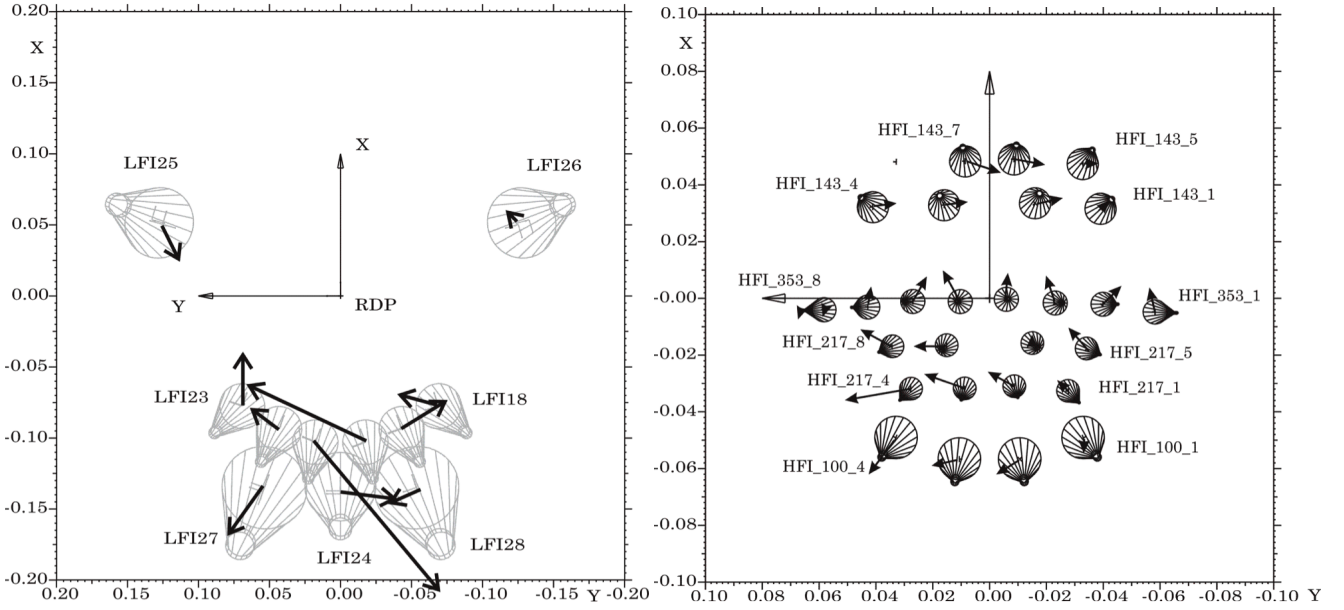 0.20
X
0.15
0.10
0.05
0.00
-0.05
-0.10
-0.15
-0.20
0.20 0.15 0.10 0.05 0.00 -0.05 -0.10 -0.15 Y -0.20
LFI25
X
LFI26
Y
RDP
LFI23
LFI18
LFI27
LFI24
LFI28
0.10
X
0.08
0.06
0.04
0.02
-0.00
-0.02
-0.04
-0.06
-0.08
-0.10
0.10 0.08 0.06 0.04 0.02 -0.00 -0.02 -0.04 -0.06 -0.08 -0.10 Y
HFI_143_7
HFI_143_5
HFI_143_4
HFI_143_1
HFI_353_8
HFI_353_1
HFI_217_8
HFI_217_5
HFI_217_4
HFI_217_1
HFI_100_4
HFI_100_1